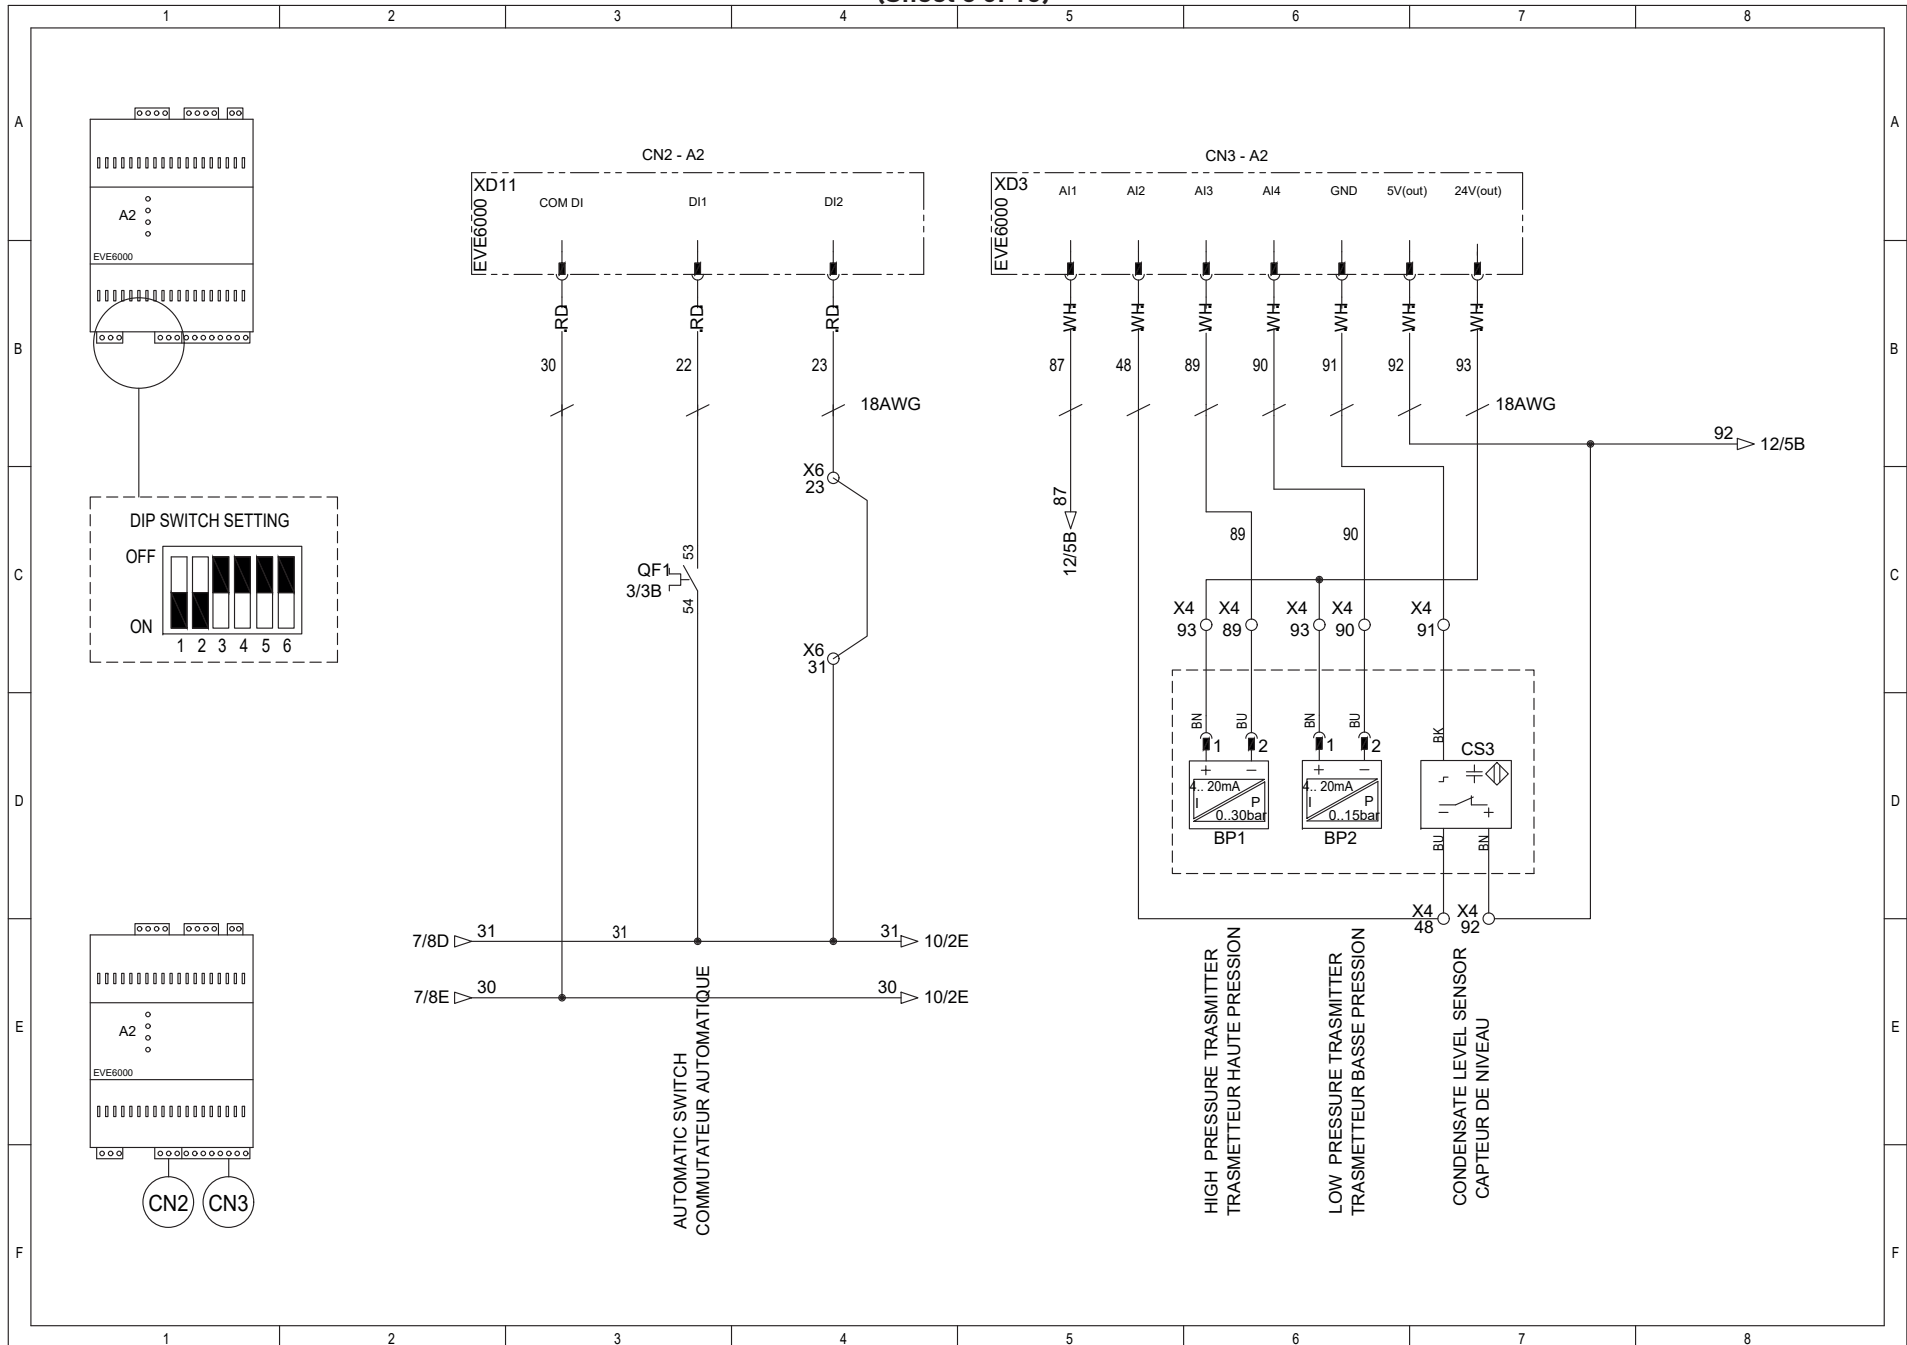 1 2 3 4 5 6 7 8
A A
B B
C C
D D
E E
F F
A2
EVE6000
DIP SWITCH SETTING
OFF
ON
1 2 3 4 5 6
A2
EVE6000
CN2 CN3
CN2 - A2
XD11
EVE6000
COM DI DI1 DI2
RD RD RD
30 22 23
18AWG
X6
23
QF1
3/3B
53
54
X6
31
7/8D 31 31 31 10/2E
7/8E 30 30 10/2E
AUTOMATIC SWITCH
COMMUTATEUR AUTOMATIQUE
CN3 - A2
XD3
EVE6000
AI1 AI2 AI3 AI4 GND 5V(out) 24V(out)
WH WH WH WH WH WH WH
87 48 89 90 91 92 93
18AWG
92 12/5B
87
12/5B
89 90
X4 X4 X4 X4 X4
93 89 93 90 91
BN BU BN BU BK
1 2 1 2
CS3
+ − + −
4.. 20mA 4.. 20mA
I P I P
0..30bar 0..15bar
− +
BP1 BP2
BU BN
X4 X4
48 92
HIGH PRESSURE TRASMITTER
TRASMETTEUR HAUTE PRESSION
LOW PRESSURE TRASMITTER
TRASMETTEUR BASSE PRESSION
CONDENSATE LEVEL SENSOR
CAPTEUR DE NIVEAU
1 2 3 4 5 6 7 8